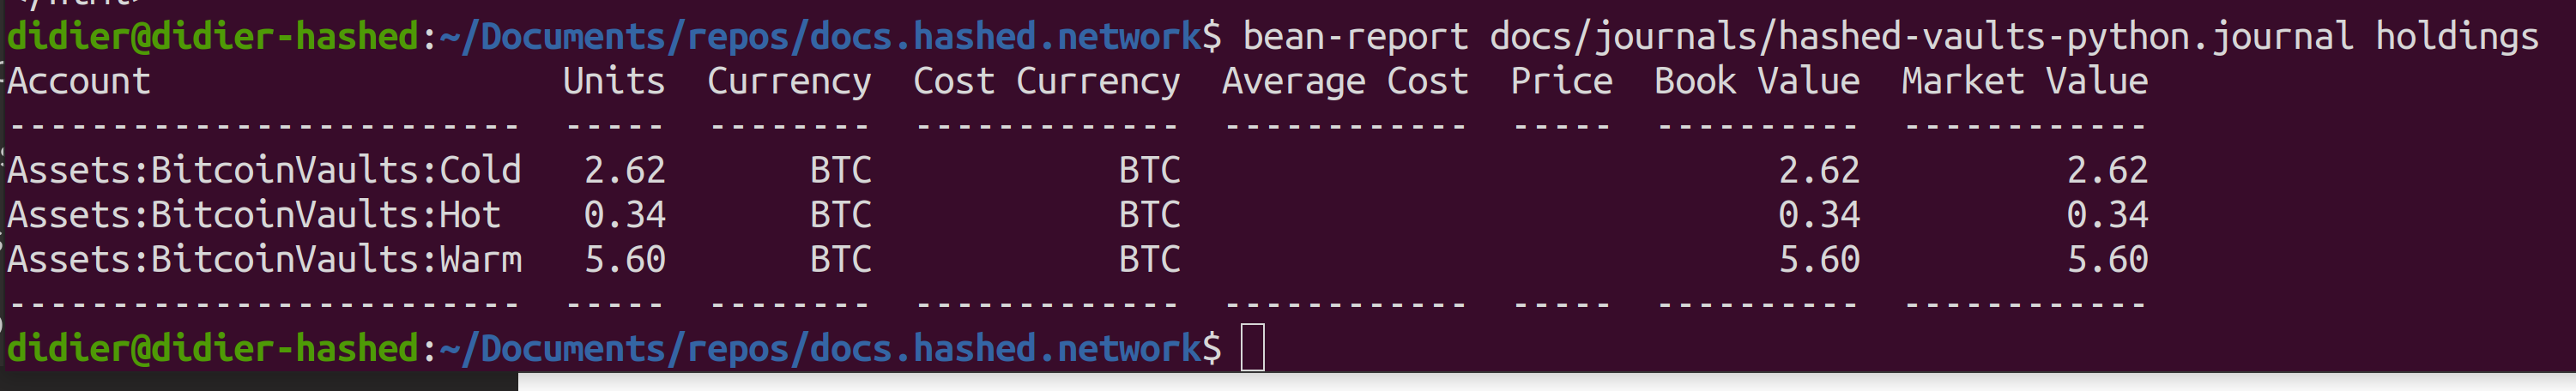 didier@didier-hashed:~/Documents/repos/docs.hashed.network$ bean-report docs/journals/hashed-vaults-python.journal holdings
Account                    Units  Currency  Cost Currency  Average Cost  Price  Book Value  Market Value
-------------------------  -----  --------  -------------  ------------  -----  ----------  ------------
Assets:BitcoinVaults:Cold   2.62       BTC            BTC                             2.62          2.62
Assets:BitcoinVaults:Hot    0.34       BTC            BTC                             0.34          0.34
Assets:BitcoinVaults:Warm   5.60       BTC            BTC                             5.60          5.60
-------------------------  -----  --------  -------------  ------------  -----  ----------  ------------
didier@didier-hashed:~/Documents/repos/docs.hashed.network$